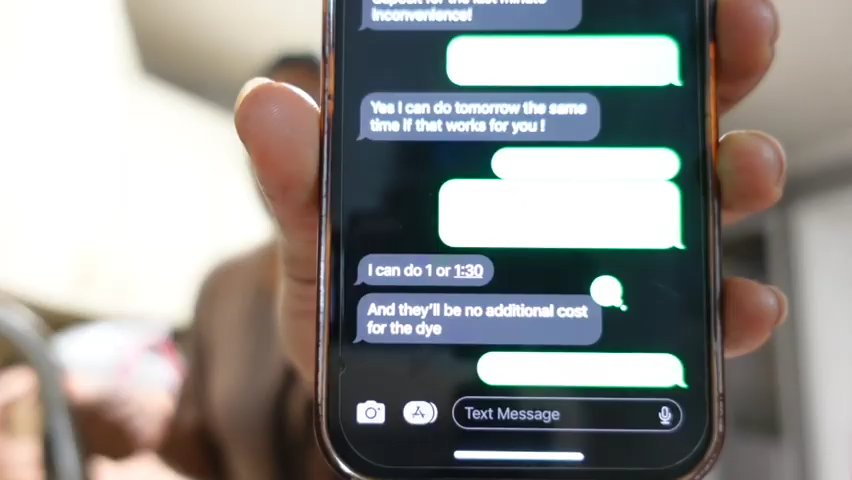 inconvenience!
Yes I can do tomorrow the same
time if that works for you !
I can do 1 or 1:30
And they'll be no additional cost
for the dye
Text Message